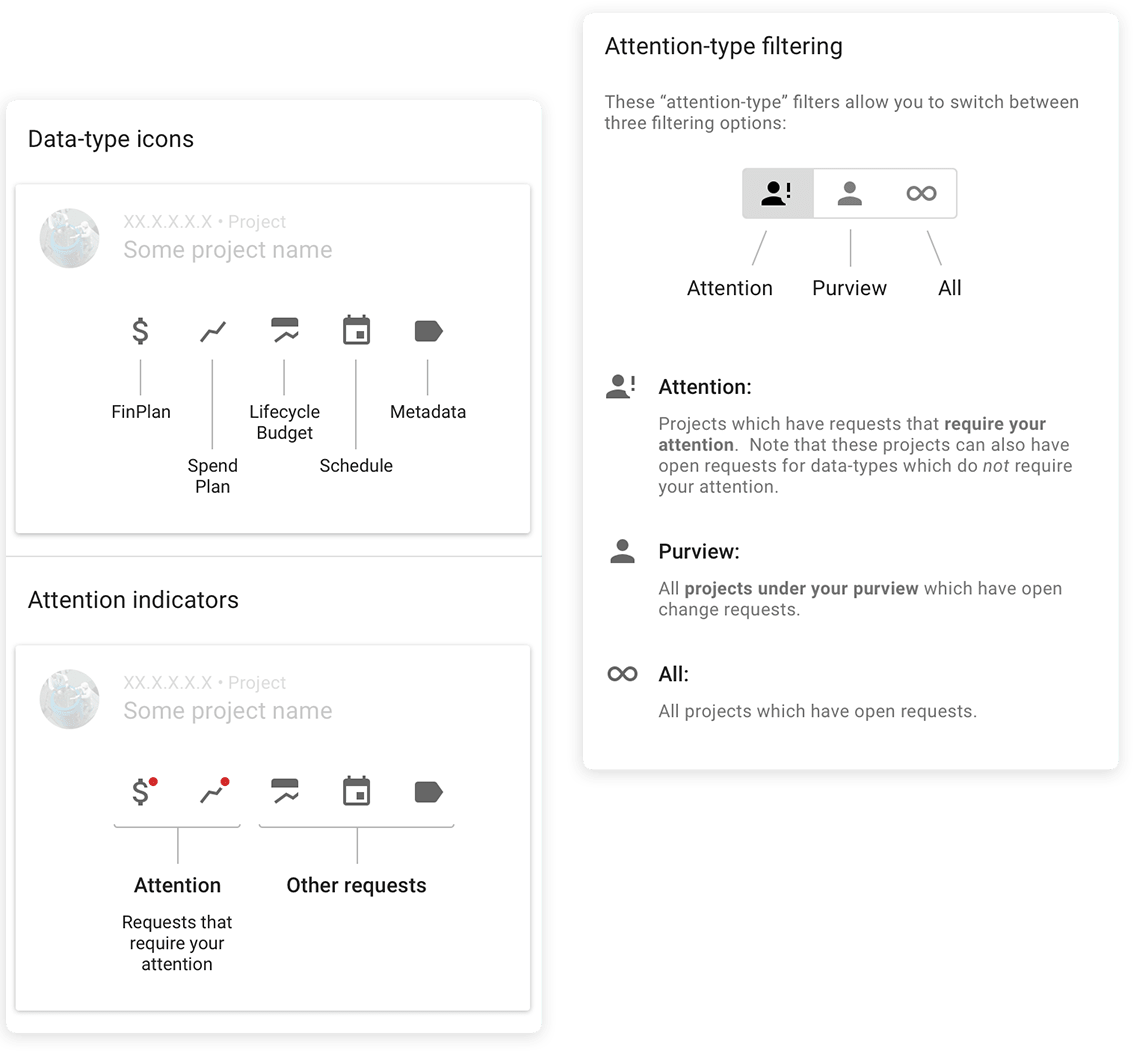 Data-type icons
XX.X.X.X.X • Project
Some project name
FinPlan
Spend
Plan
Lifecycle
Budget
Schedule
Metadata
Attention indicators
XX.X.X.X.X • Project
Some project name
Attention
Requests that
require your
attention
Other requests
Attention-type filtering
These “attention-type” filters allow you to switch between
three filtering options:
Attention
Purview
All
Attention:
Projects which have requests that require your
attention.  Note that these projects can also have
open requests for data-types which do not require
your attention.
Purview:
All projects under your purview which have open
change requests.
All:
All projects which have open requests.